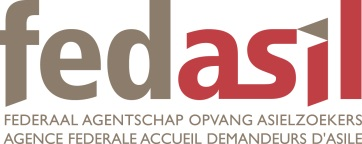 fedasil
FEDERAAL AGENTSCHAP OPVANG ASIELZOEKERS
AGENCE FEDERALE ACCUEIL DEMANDEURS D'ASILE